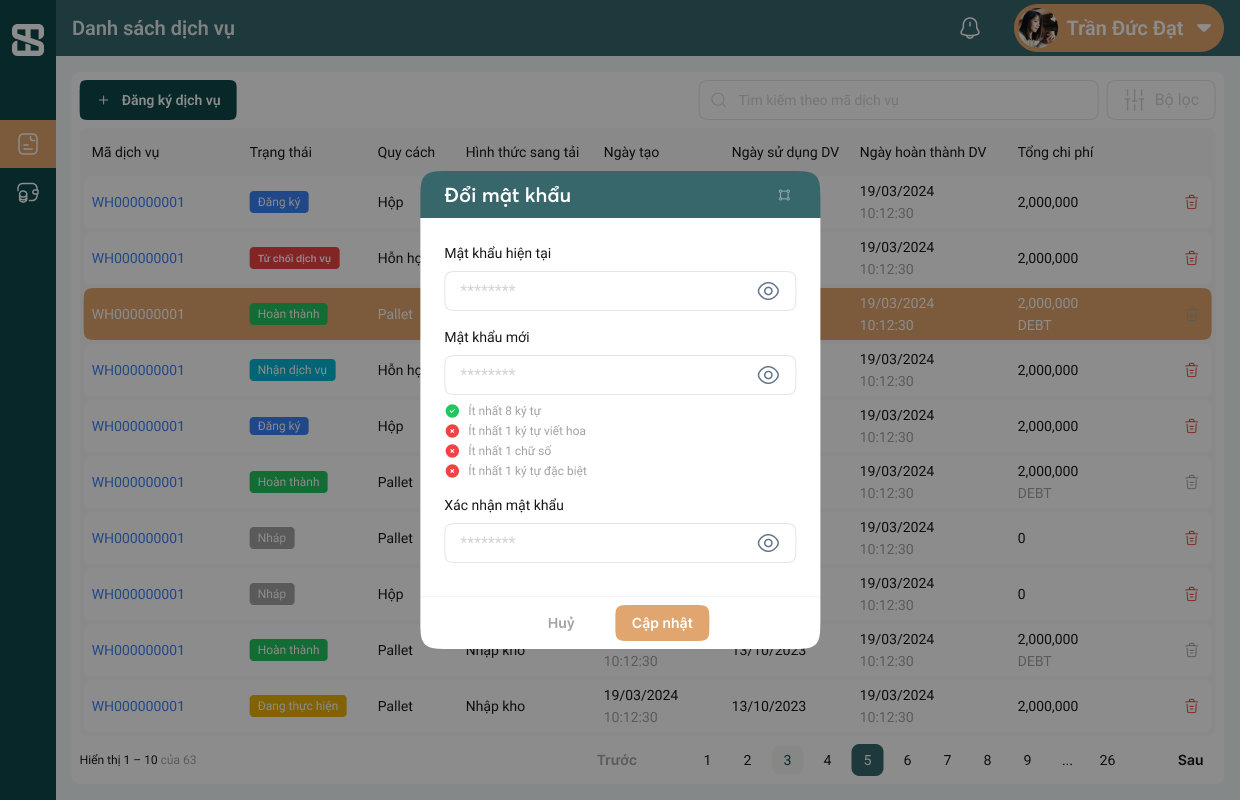 Danh sách dịch vụ
Trần Đức Đạt
+ Đăng ký dịch vụ
Tìm kiếm theo mã dịch vụ
Bộ lọc
Mã dịch vụ Trạng thái Quy cách Hình thức sang tải Ngày tạo Ngày sử dụng DV Ngày hoàn thành DV Tổng chi phí
WH000000001 Đăng ký Hộp 19/03/2024 2,000,000
10:12:30
WH000000001 Từ chối dịch vụ Hỗn 19/03/2024 2,000,000
10:12:30
WH000000001 Hoàn thành Pallet 19/03/2024 2,000,000
10:12:30 DEBT
WH000000001 Nhận dịch vụ Hỗn 19/03/2024 2,000,000
10:12:30
WH000000001 Đăng ký Hộp 19/03/2024 2,000,000
10:12:30
WH000000001 Hoàn thành Pallet 19/03/2024 2,000,000
10:12:30 DEBT
WH000000001 Nháp Pallet 19/03/2024 0
10:12:30
WH000000001 Nháp Hộp 19/03/2024 0
10:12:30
WH000000001 Hoàn thành Pallet Nhập kho 13/10/2023 19/03/2024 2,000,000
10:12:30 10:12:30 DEBT
WH000000001 Đang thực hiện Pallet Nhập kho 19/03/2024 13/10/2023 19/03/2024 2,000,000
10:12:30 10:12:30
Đổi mật khẩu
Mật khẩu hiện tại
********
Mật khẩu mới
********
Ít nhất 8 ký tự
Ít nhất 1 ký tự viết hoa
Ít nhất 1 chữ số
Ít nhất 1 ký tự đặc biệt
Xác nhận mật khẩu
********
Huỷ Cập nhật
Hiển thị 1 – 10 của 63
Trước 1 2 3 4 5 6 7 8 9 ... 26 Sau